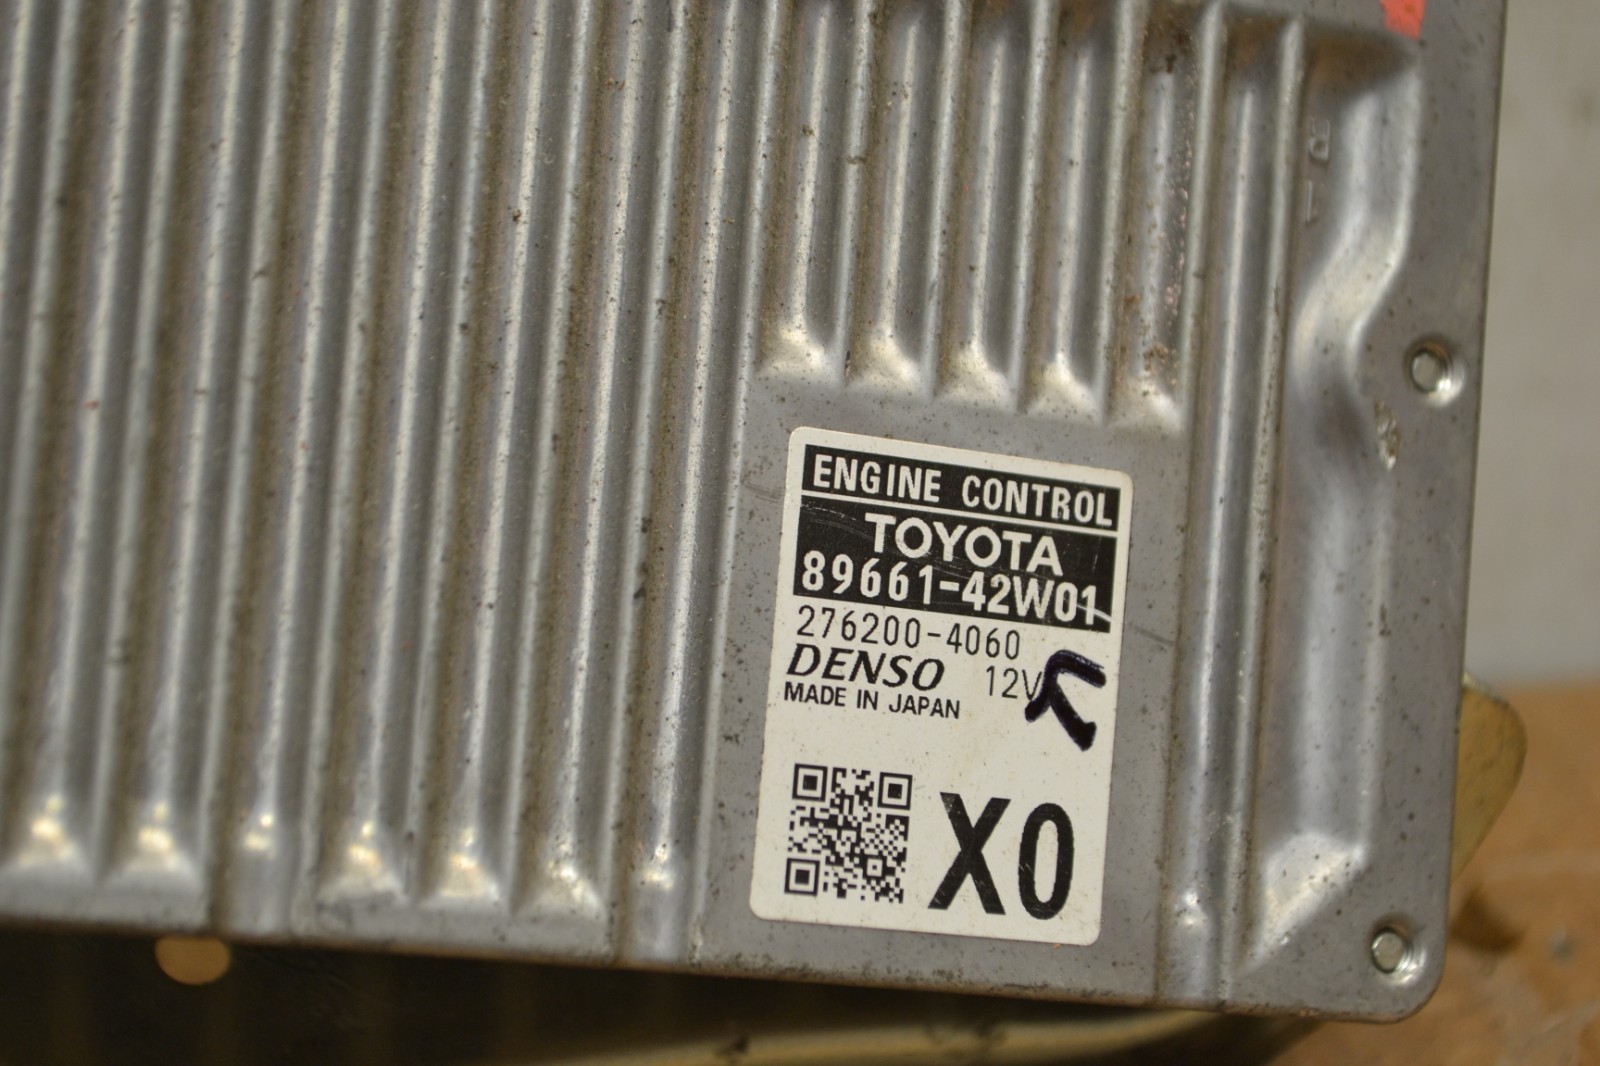 ENGINE CONTROL
TOYOTA
89661-42W01
276200-4060
DENSO 12V
MADE IN JAPAN
X0